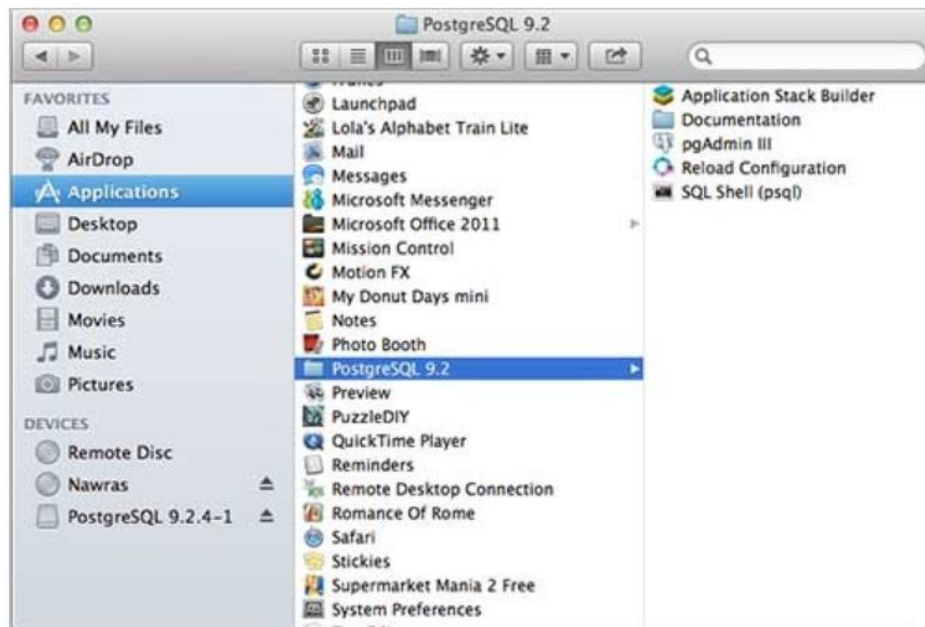 PostgreSQL 9.2
FAVORITES
All My Files
AirDrop
Applications
Desktop
Documents
Downloads
Movies
Music
Pictures
DEVICES
Remote Disc
Nawras
PostgreSQL 9.2.4-1
Launchpad
Lola's Alphabet Train Lite
Mail
Messages
Microsoft Messenger
Microsoft Office 2011
Mission Control
Motion FX
My Donut Days mini
Notes
Photo Booth
PostgreSQL 9.2
Preview
PuzzleDIY
QuickTime Player
Reminders
Remote Desktop Connection
Romance Of Rome
Safari
Stickies
Supermarket Mania 2 Free
System Preferences
Application Stack Builder
Documentation
pgAdmin III
Reload Configuration
SQL Shell (psql)